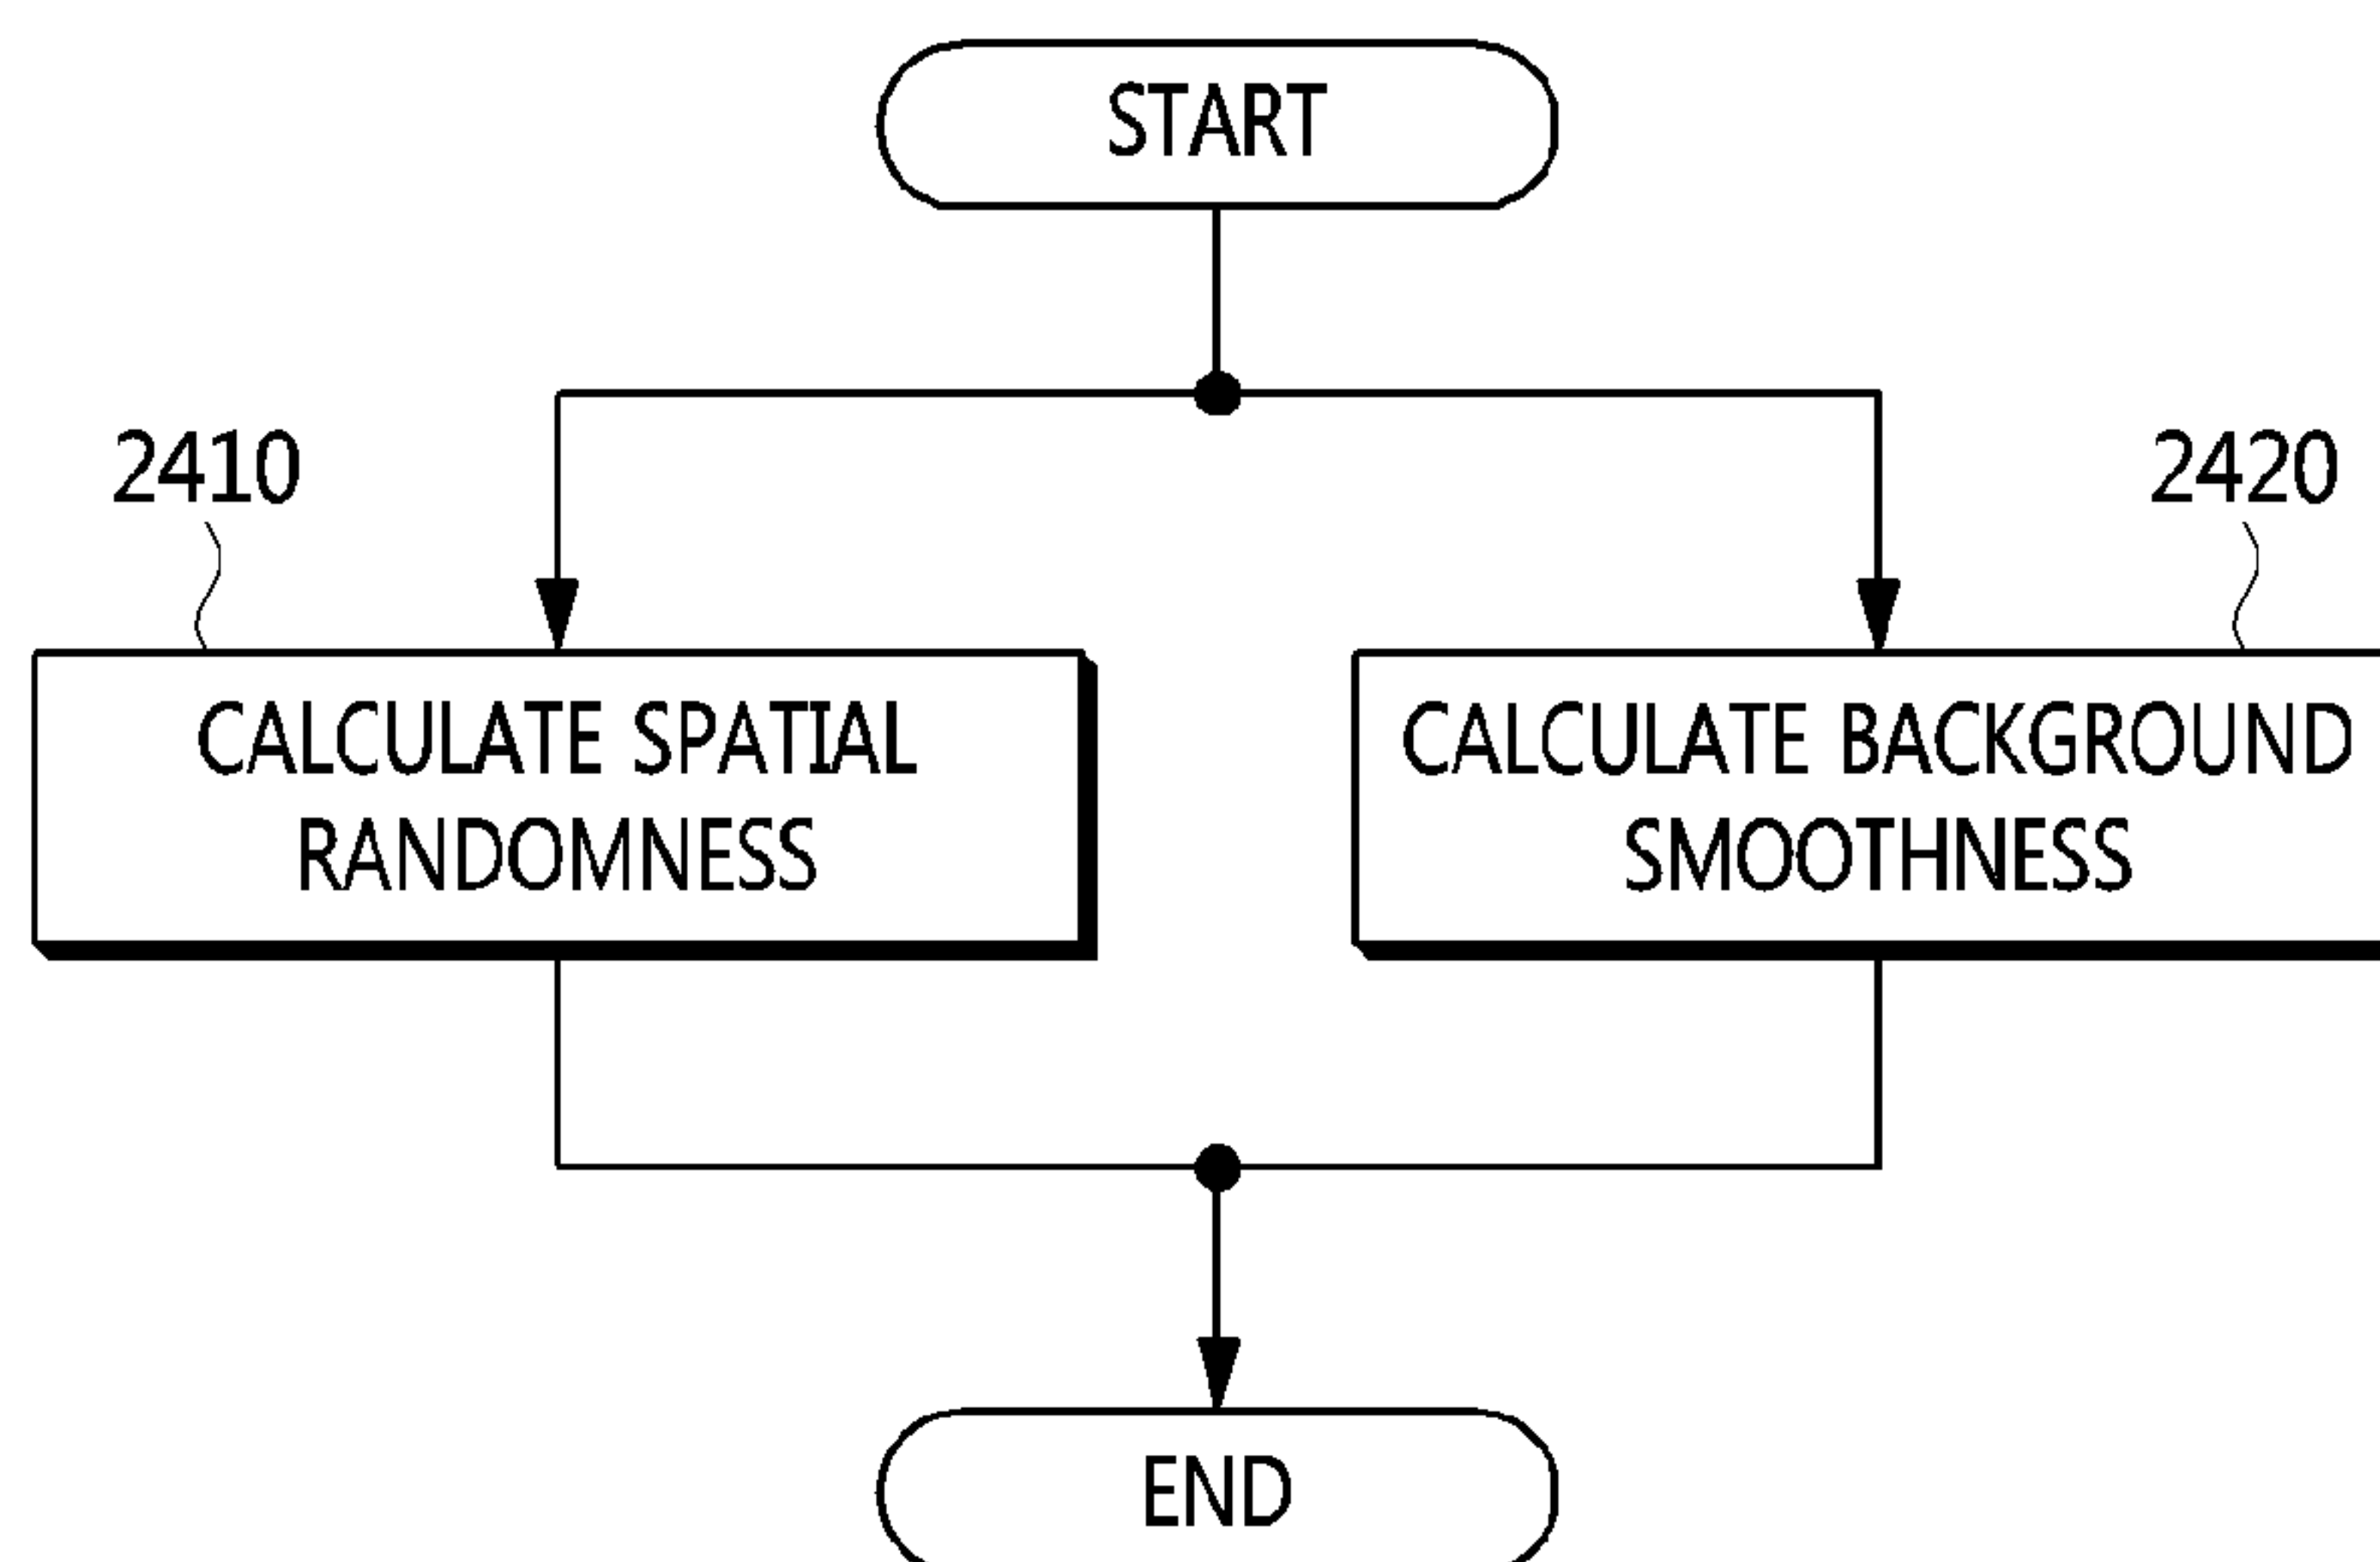 START
2410
2420
CALCULATE SPATIAL
RANDOMNESS
CALCULATE BACKGROUND
SMOOTHNESS
END